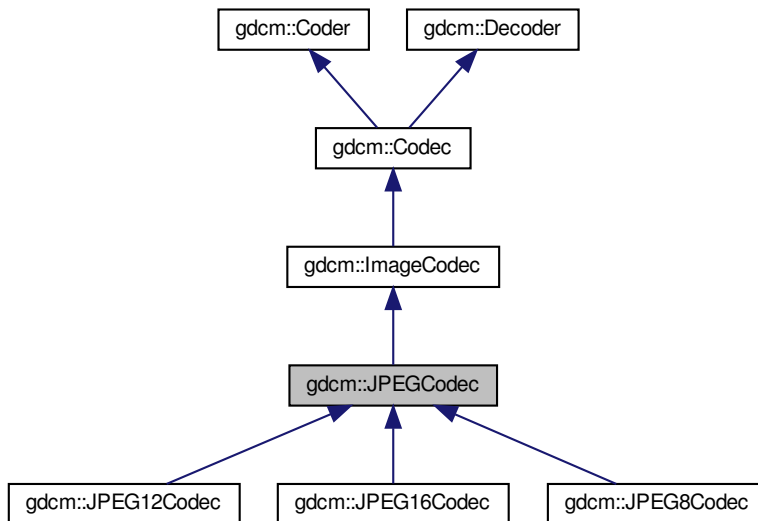 gdcm::Coder
gdcm::Decoder
gdcm::Codec
gdcm::ImageCodec
gdcm::JPEGCodec
gdcm::JPEG12Codec
gdcm::JPEG16Codec
gdcm::JPEG8Codec